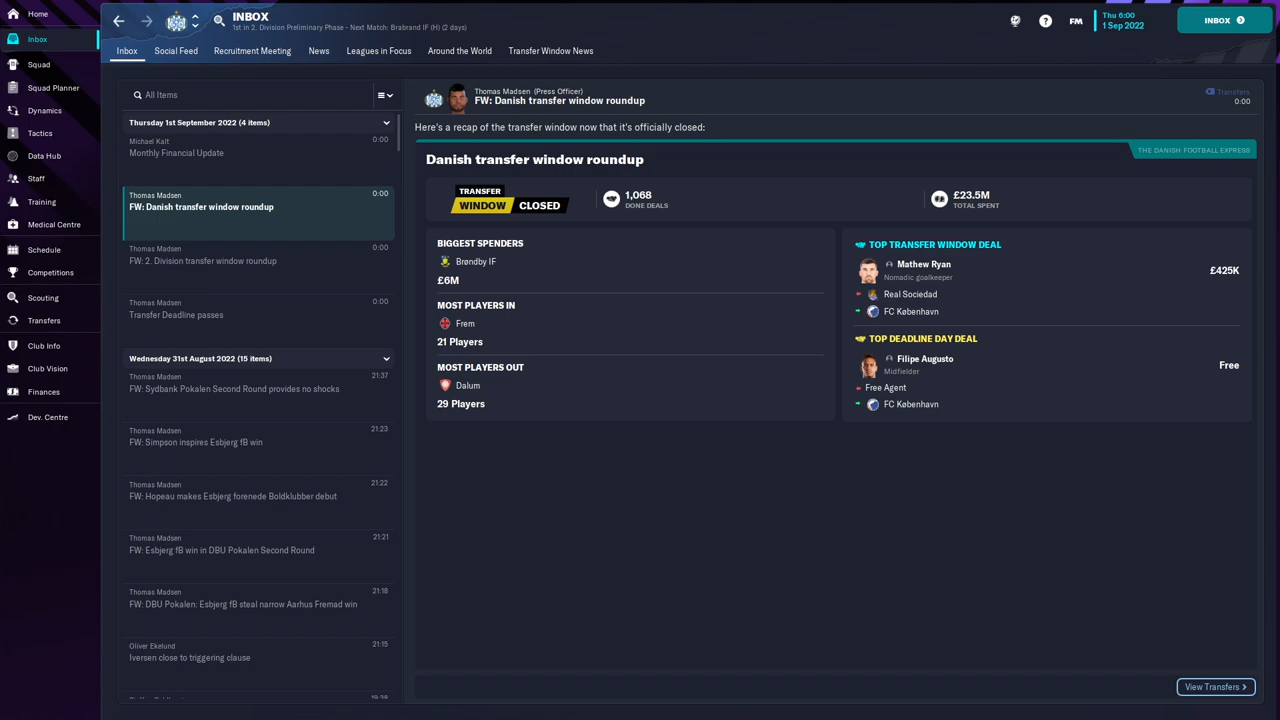 Home
Inbox
Squad
Squad Planner
Dynamics
Tactics
Data Hub
Staff
Training
Medical Centre
Schedule
Competitions
Scouting
Transfers
Club Info
Club Vision
Finances
Dev. Centre
INBOX
1st in 2. Division Preliminary Phase - Next Match: Brabrand IF (H) (2 days)
FM
Thu 6:00
1 Sep 2022
INBOX
Inbox
Social Feed
Recruitment Meeting
News
Leagues in Focus
Around the World
Transfer Window News
All Items
Thursday 1st September 2022 (4 items)
Michael Kalt 0:00
Monthly Financial Update
Thomas Madsen 0:00
FW: Danish transfer window roundup
Thomas Madsen 0:00
FW: 2. Division transfer window roundup
Thomas Madsen 0:00
Transfer Deadline passes
Wednesday 31st August 2022 (15 items)
Thomas Madsen 21:37
FW: Sydbank Pokalen Second Round provides no shocks
Thomas Madsen 21:23
FW: Simpson inspires Esbjerg fB win
Thomas Madsen 21:22
FW: Hopeau makes Esbjerg forenede Boldklubber debut
Thomas Madsen 21:21
FW: Esbjerg fB win in DBU Pokalen Second Round
Thomas Madsen 21:18
FW: DBU Pokalen: Esbjerg fB steal narrow Aarhus Fremad win
Oliver Ekelund 21:15
Iversen close to triggering clause
19:38
Thomas Madsen (Press Officer)
FW: Danish transfer window roundup
Transfers
0:00
Here's a recap of the transfer window now that it's officially closed:
THE DANISH FOOTBALL EXPRESS
Danish transfer window roundup
TRANSFER
WINDOW CLOSED
1,068
DONE DEALS
£23.5M
TOTAL SPENT
BIGGEST SPENDERS
Brøndby IF
£6M
MOST PLAYERS IN
Frem
21 Players
MOST PLAYERS OUT
Dalum
29 Players
TOP TRANSFER WINDOW DEAL
Mathew Ryan
Nomadic goalkeeper
£425K
Real Sociedad
FC København
TOP DEADLINE DAY DEAL
Filipe Augusto
Midfielder
Free
Free Agent
FC København
View Transfers